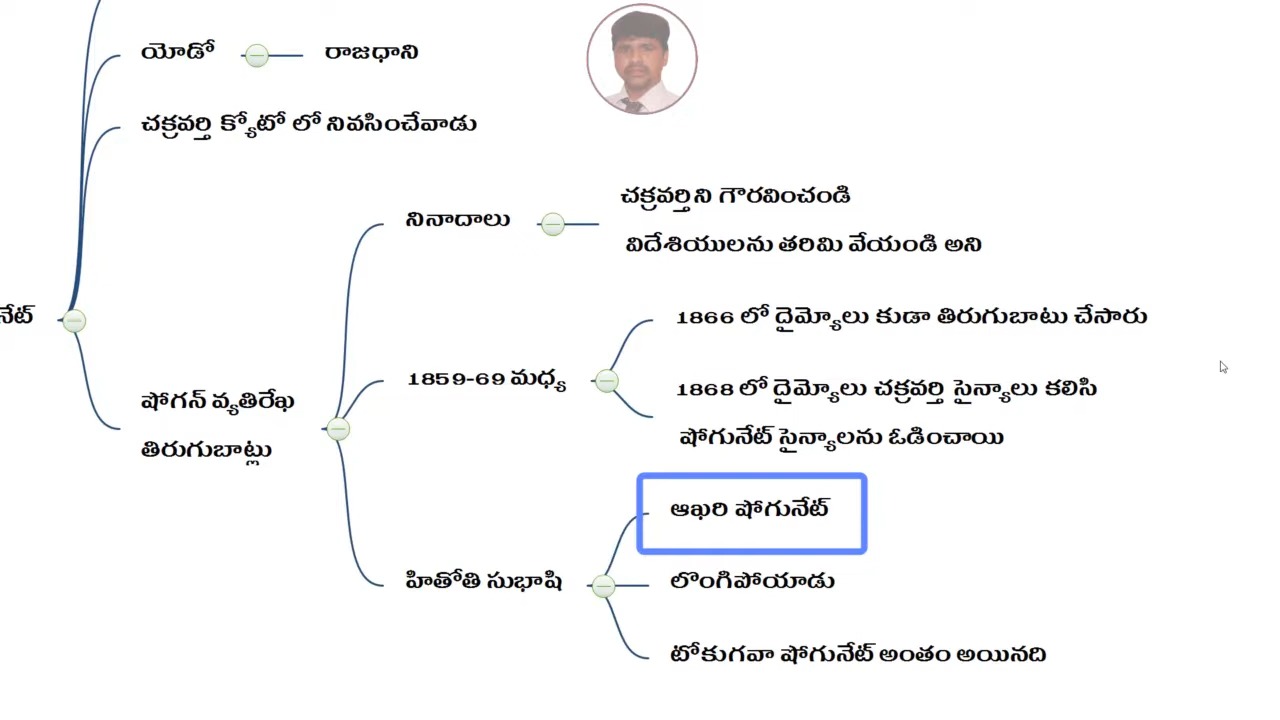 యోడో
రాజధాని
చక్రవర్తి క్యోటో లో నివసించేవాడు
నినాదాలు
చక్రవర్తిని గౌరవించండి
విదేశియులను తరిమి వేయండి అని
నేట్
షోగన్ వ్యతిరేఖ
తిరుగుబాట్లు
1859-69 మధ్య
1866 లో దైమ్యోలు కుడా తిరుగుబాటు చేసారు
1868 లో దైమ్యోలు చక్రవర్తి సైన్యాలు కలిసి
షోగునేట్ సైన్యాలను ఓడించాయి
హితోతి సుభాషి
ఆఖరి షోగునేట్
లొంగిపోయాడు
టోకుగవా షోగునేట్ అంతం అయినది